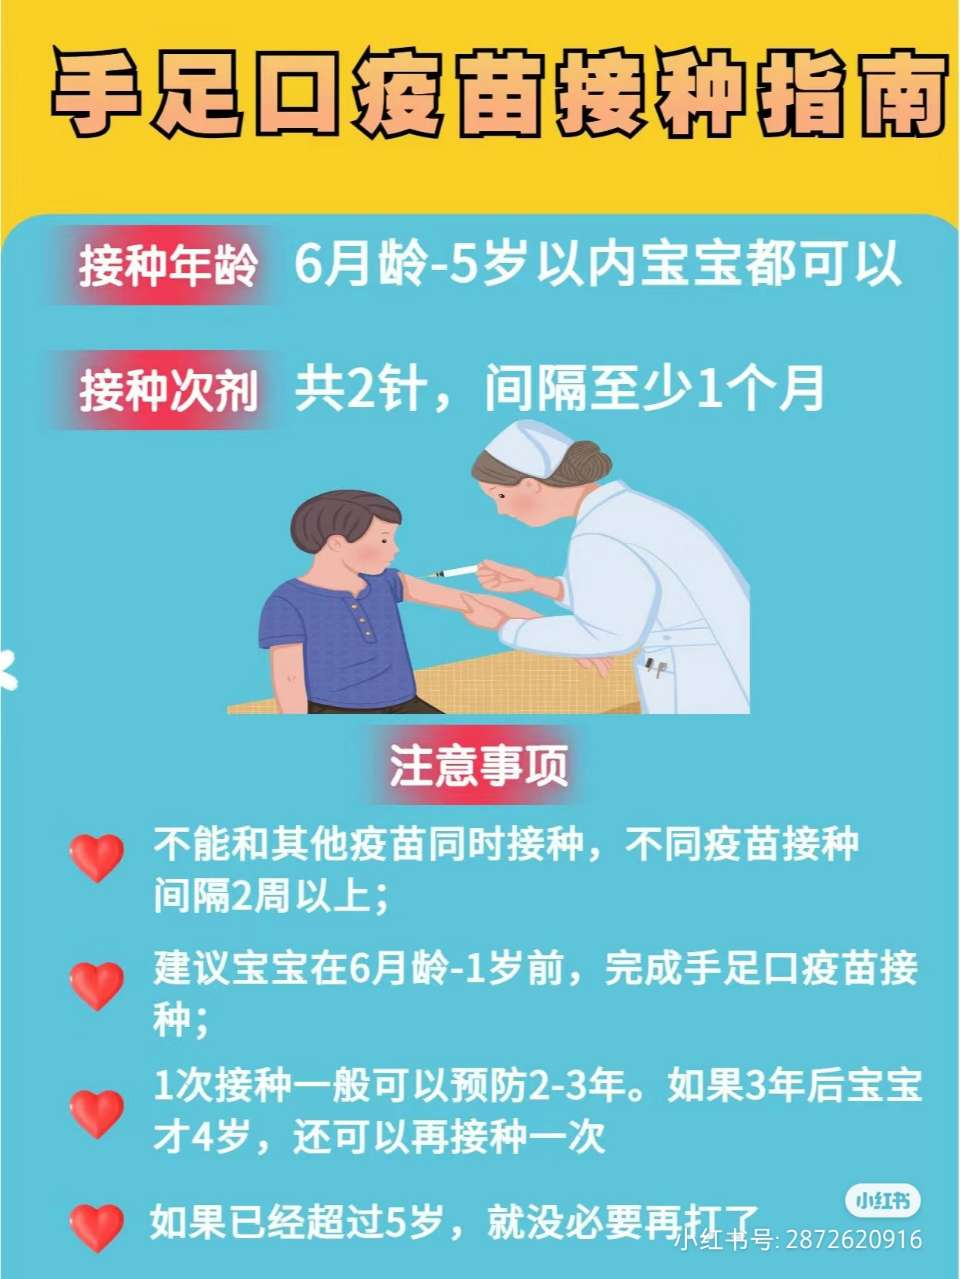 手足口疫苗接种指南
接种年龄 6月龄-5岁以内宝宝都可以
接种次剂 共2针，间隔至少1个月
注意事项
不能和其他疫苗同时接种，不同疫苗接种
间隔2周以上；
建议宝宝在6月龄-1岁前，完成手足口疫苗接
种；
1次接种一般可以预防2-3年。如果3年后宝宝
才4岁，还可以再接种一次
如果已经超过5岁，就没必要再打了
小红书
小红书号: 2872620916